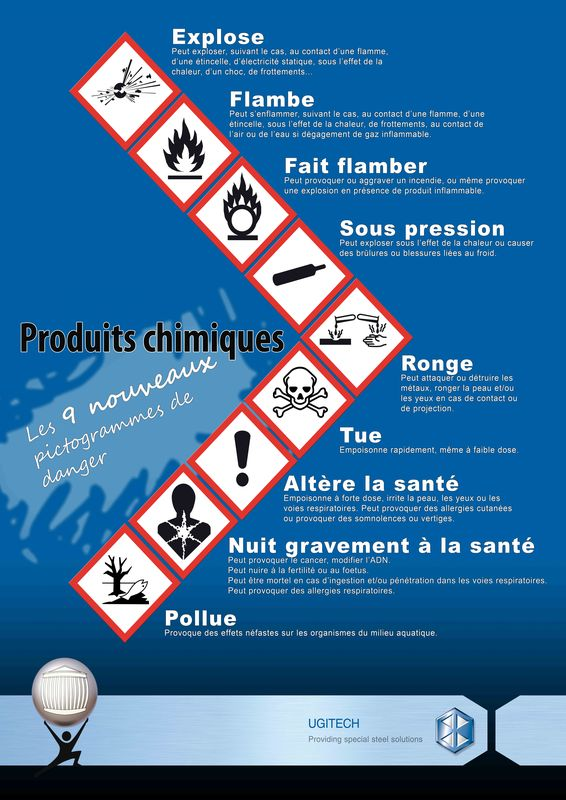 Explose
Peut exploser, suivant le cas, au contact d'une flamme,
d'une étincelle, d'électricité statique, sous l'effet de la
chaleur, d'un choc, de frottements...
Flambe
Peut s'enflammer, suivant le cas, au contact d'une flamme, d'une
étincelle, sous l'effet de la chaleur, de frottements, au contact de
l'air ou de l'eau si dégagement de gaz inflammable.
Fait flamber
Peut provoquer ou aggraver un incendie, ou même provoquer
une explosion en présence de produit inflammable.
Sous pression
Peut exploser sous l'effet de la chaleur ou causer
des brûlures ou blessures liées au froid.
Produits chimiques
Les 9 nouveaux
pictogrammes de
danger
Ronge
Peut attaquer ou détruire les
métaux, ronger la peau et/ou
les yeux en cas de contact ou
de projection.
Tue
Empoisonne rapidement, même à faible dose.
Altère la santé
Empoisonne à forte dose, irrite la peau, les yeux ou les
voies respiratoires. Peut provoquer des allergies cutanées
ou provoquer des somnolences ou vertiges.
Nuit gravement à la santé
Peut provoquer le cancer, modifier l'ADN.
Peut nuire à la fertilité ou au foetus.
Peut être mortel en cas d'ingestion et/ou pénétration dans les voies respiratoires.
Peut provoquer des allergies respiratoires.
Pollue
Provoque des effets néfastes sur les organismes du milieu aquatique.
UGITECH
Providing special steel solutions